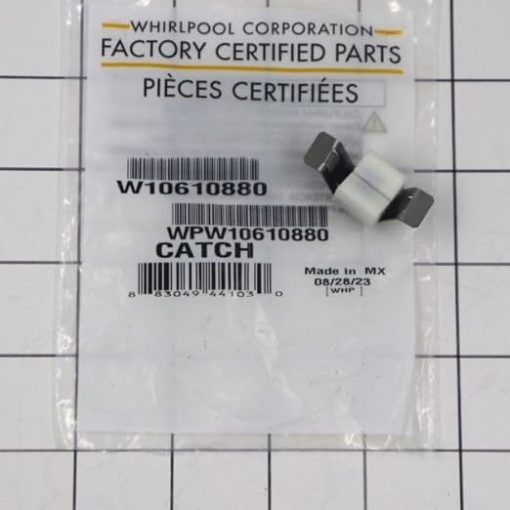 WHIRLPOOL CORPORATION
FACTORY CERTIFIED PARTS
PIÈCES CERTIFIÉES
W10610880
WPW10610880
CATCH
8 83049 44103 0
Made in MX
08/28/23
WHP